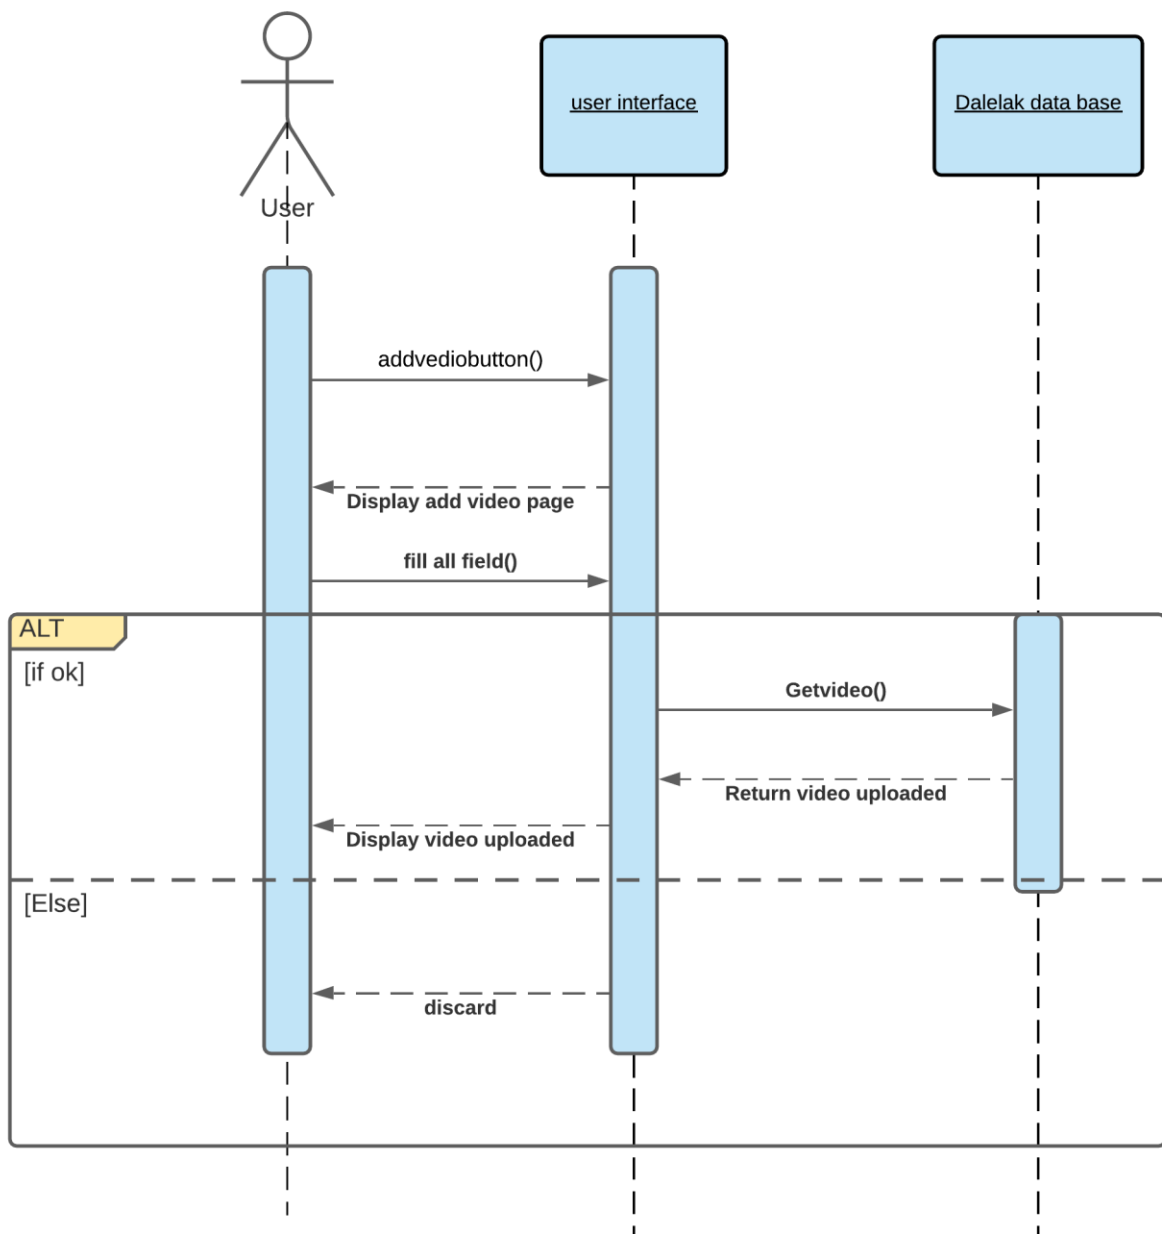 user interface
Dalelak data base
User
addvediobutton()
Display add video page
fill all field()
ALT
[if ok]
Getvideo()
Return video uploaded
Display video uploaded
[Else]
discard